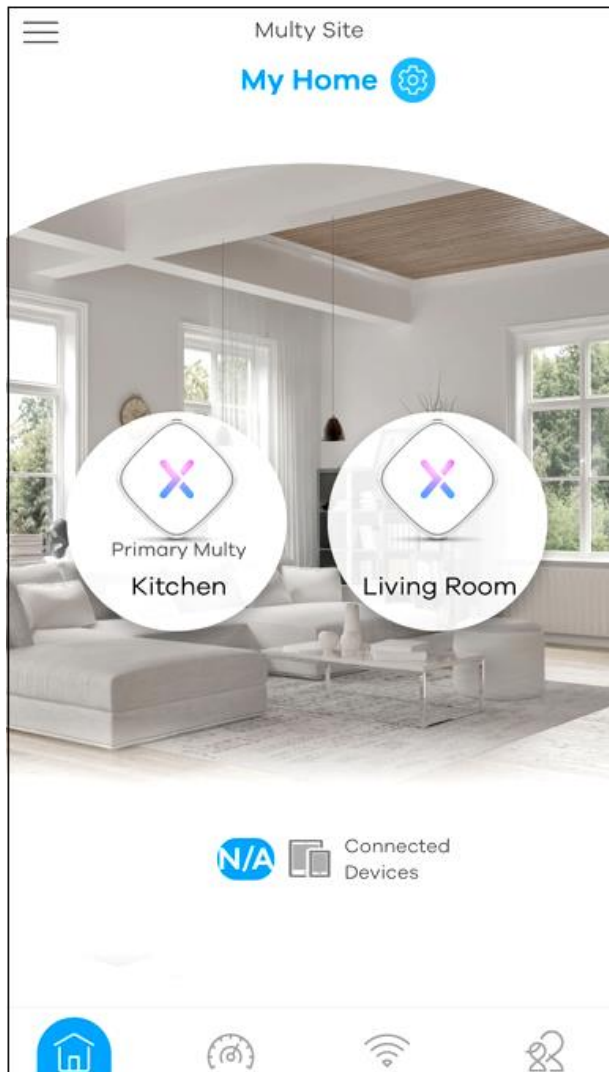 Multy Site
My Home
Primary Multy
Kitchen
Living Room
N/A
Connected
Devices